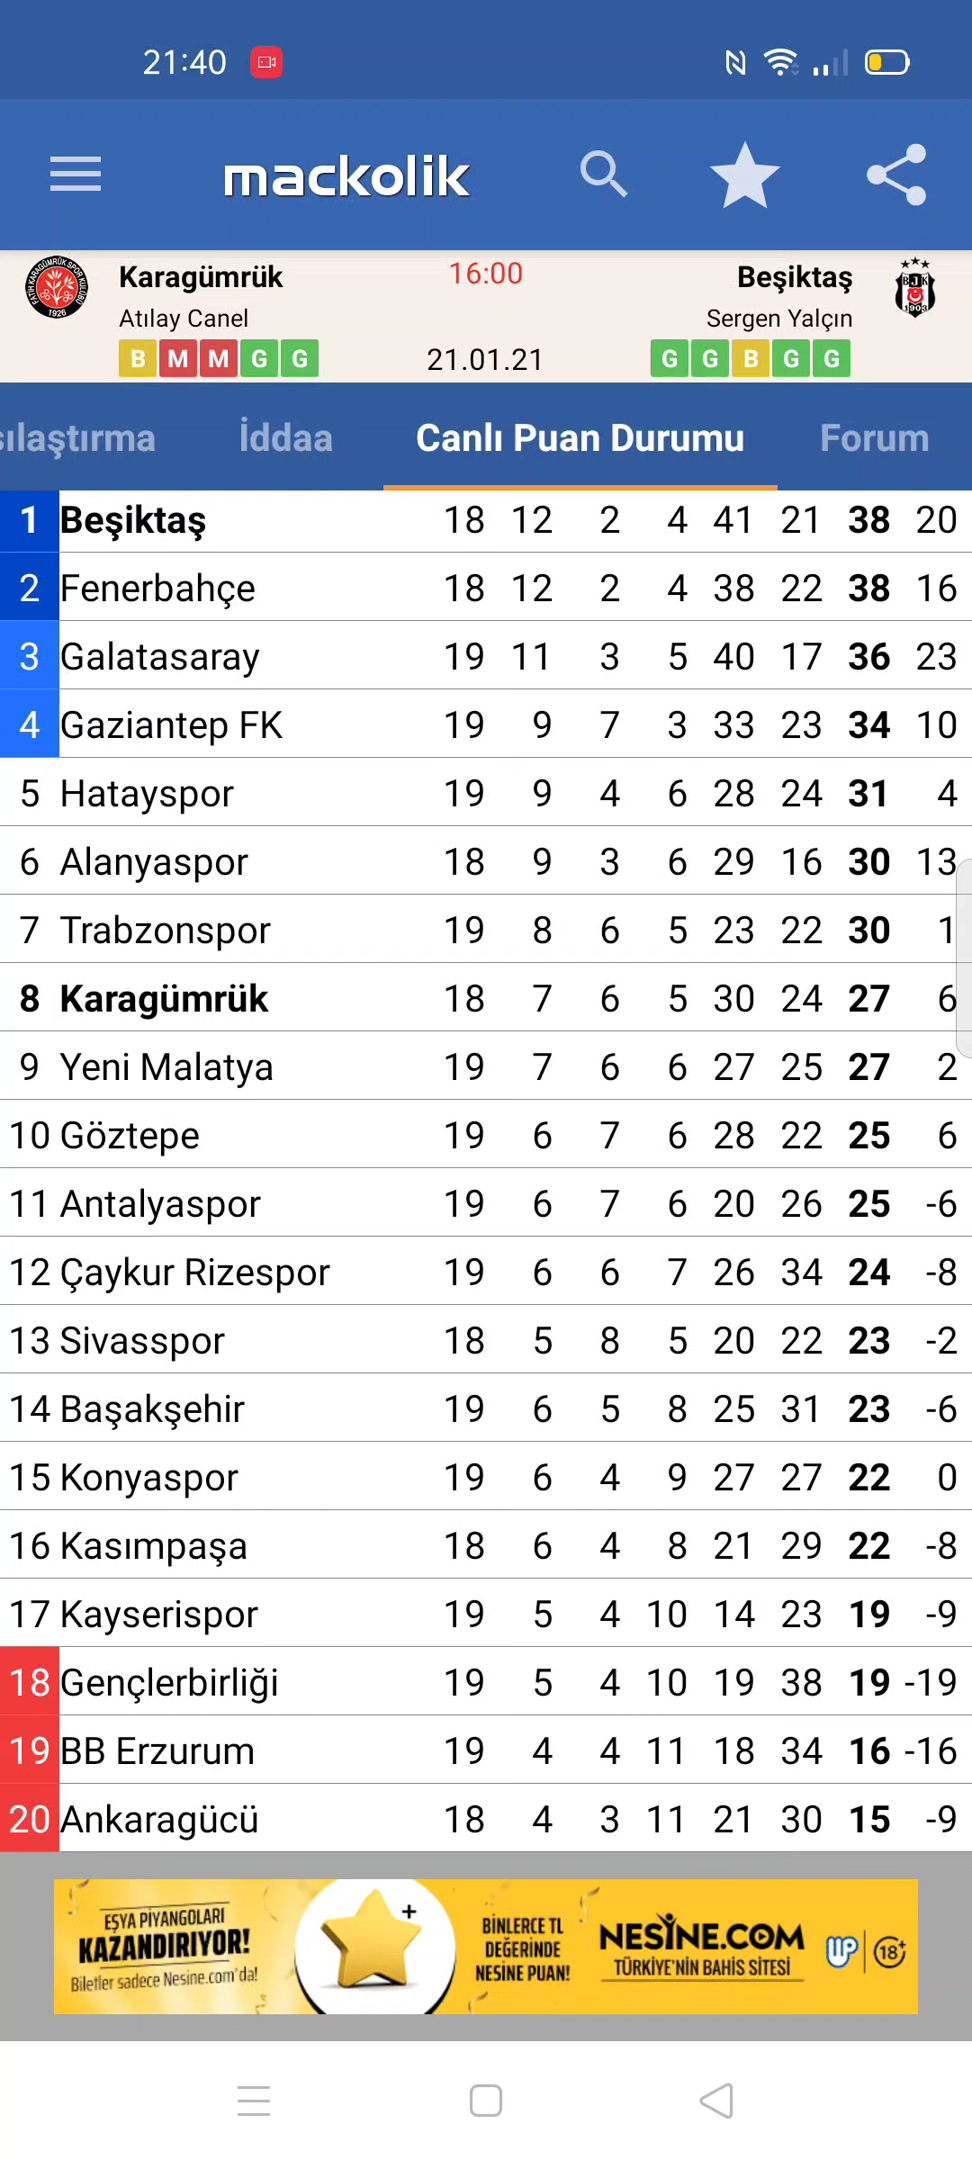 21:40
mackolik
Karagümrük 16:00 Beşiktaş
Atılay Canel Sergen Yalçın
B M M G G 21.01.21 G G B G G
FATİH KARAGÜMRÜK SPOR KULÜBÜ
1926
BJK
1903
sılaştırma İddaa Canlı Puan Durumu Forum
1 Beşiktaş 18 12 2 4 41 21 38 20
2 Fenerbahçe 18 12 2 4 38 22 38 16
3 Galatasaray 19 11 3 5 40 17 36 23
4 Gaziantep FK 19 9 7 3 33 23 34 10
5 Hatayspor 19 9 4 6 28 24 31 4
6 Alanyaspor 18 9 3 6 29 16 30 13
7 Trabzonspor 19 8 6 5 23 22 30 1
8 Karagümrük 18 7 6 5 30 24 27 6
9 Yeni Malatya 19 7 6 6 27 25 27 2
10 Göztepe 19 6 7 6 28 22 25 6
11 Antalyaspor 19 6 7 6 20 26 25 -6
12 Çaykur Rizespor 19 6 6 7 26 34 24 -8
13 Sivasspor 18 5 8 5 20 22 23 -2
14 Başakşehir 19 6 5 8 25 31 23 -6
15 Konyaspor 19 6 4 9 27 27 22 0
16 Kasımpaşa 18 6 4 8 21 29 22 -8
17 Kayserispor 19 5 4 10 14 23 19 -9
18 Gençlerbirliği 19 5 4 10 19 38 19 -19
19 BB Erzurum 19 4 4 11 18 34 16 -16
20 Ankaragücü 18 4 3 11 21 30 15 -9
EŞYA PİYANGOLARI
KAZANDIRIYOR!
Biletler sadece Nesine.com'da!
+
BİNLERCE TL
DEĞERİNDE
NESİNE PUAN!
NESİNE.COM
TÜRKİYE'NİN BAHİS SİTESİ
18+